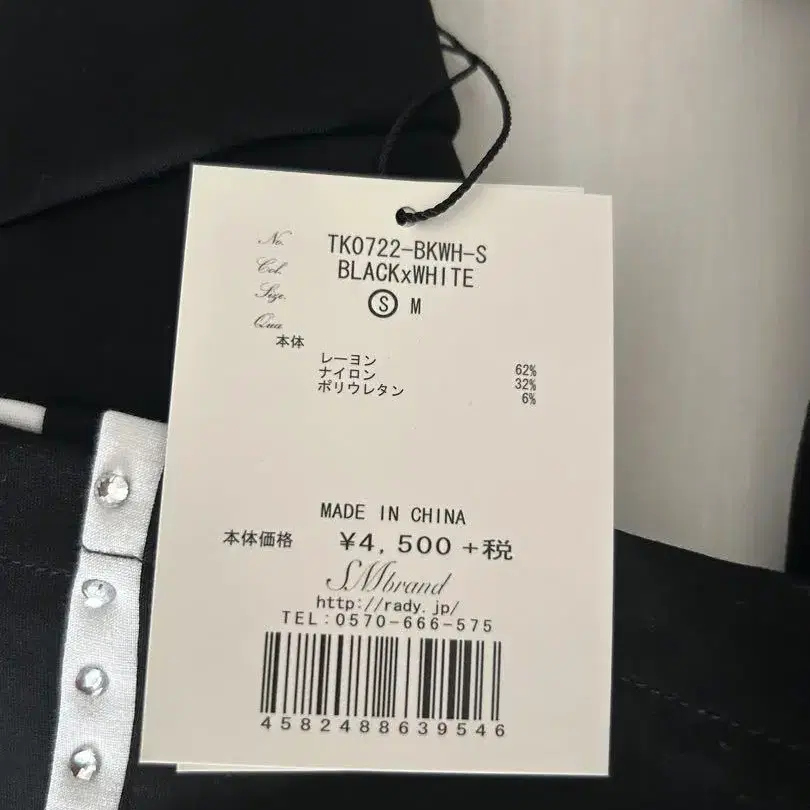 No. TK0722-BKWH-S
Col. BLACKxWHITE
Size. S M
Qua
本体
レーヨン 62%
ナイロン 32%
ポリウレタン 6%
MADE IN CHINA
本体価格 ¥4,500+税
SMbrand
http://rady.jp/
TEL:0570-666-575
4582488639546